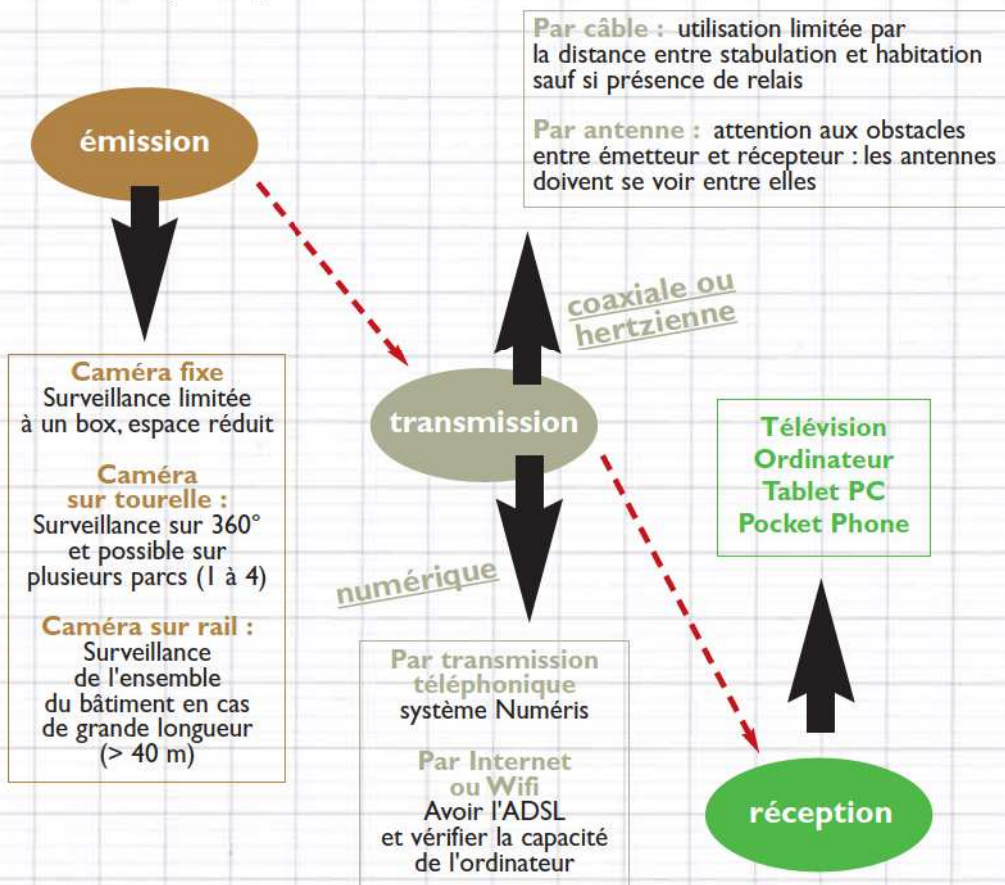 Par câble : utilisation limitée par
la distance entre stabulation et habitation
sauf si présence de relais
Par antenne : attention aux obstacles
entre émetteur et récepteur : les antennes
doivent se voir entre elles
émission
coaxiale ou
hertzienne
Caméra fixe
Surveillance limitée
à un box, espace réduit
Caméra
sur tourelle :
Surveillance sur 360°
et possible sur
plusieurs parcs (1 à 4)
Caméra sur rail :
Surveillance
de l'ensemble
du bâtiment en cas
de grande longueur
(> 40 m)
transmission
numérique
Par transmission
téléphonique
système Numéris
Par Internet
ou Wifi
Avoir l'ADSL
et vérifier la capacité
de l'ordinateur
Télévision
Ordinateur
Tablet PC
Pocket Phone
réception